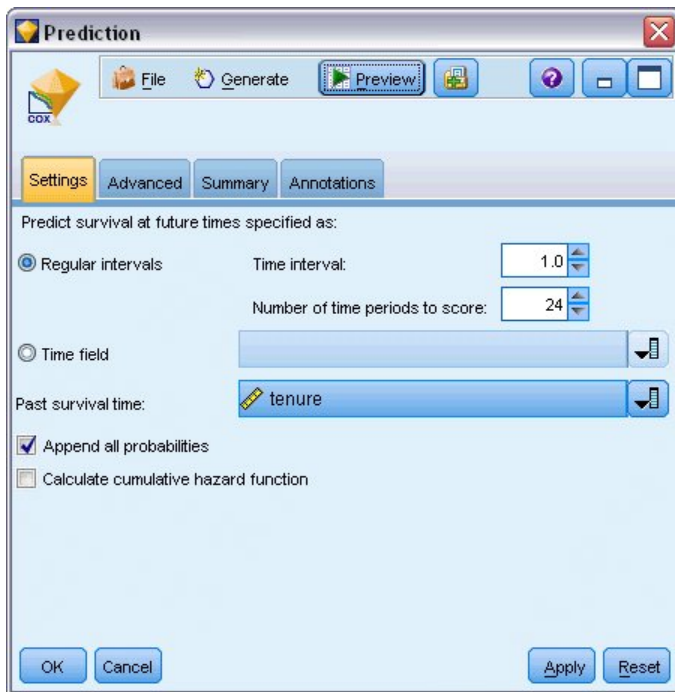 Prediction
File Generate Preview
COX
Settings Advanced Summary Annotations
Predict survival at future times specified as:
Regular intervals Time interval: 1.0
Number of time periods to score: 24
Time field
Past survival time: tenure
Append all probabilities
Calculate cumulative hazard function
OK Cancel Apply Reset